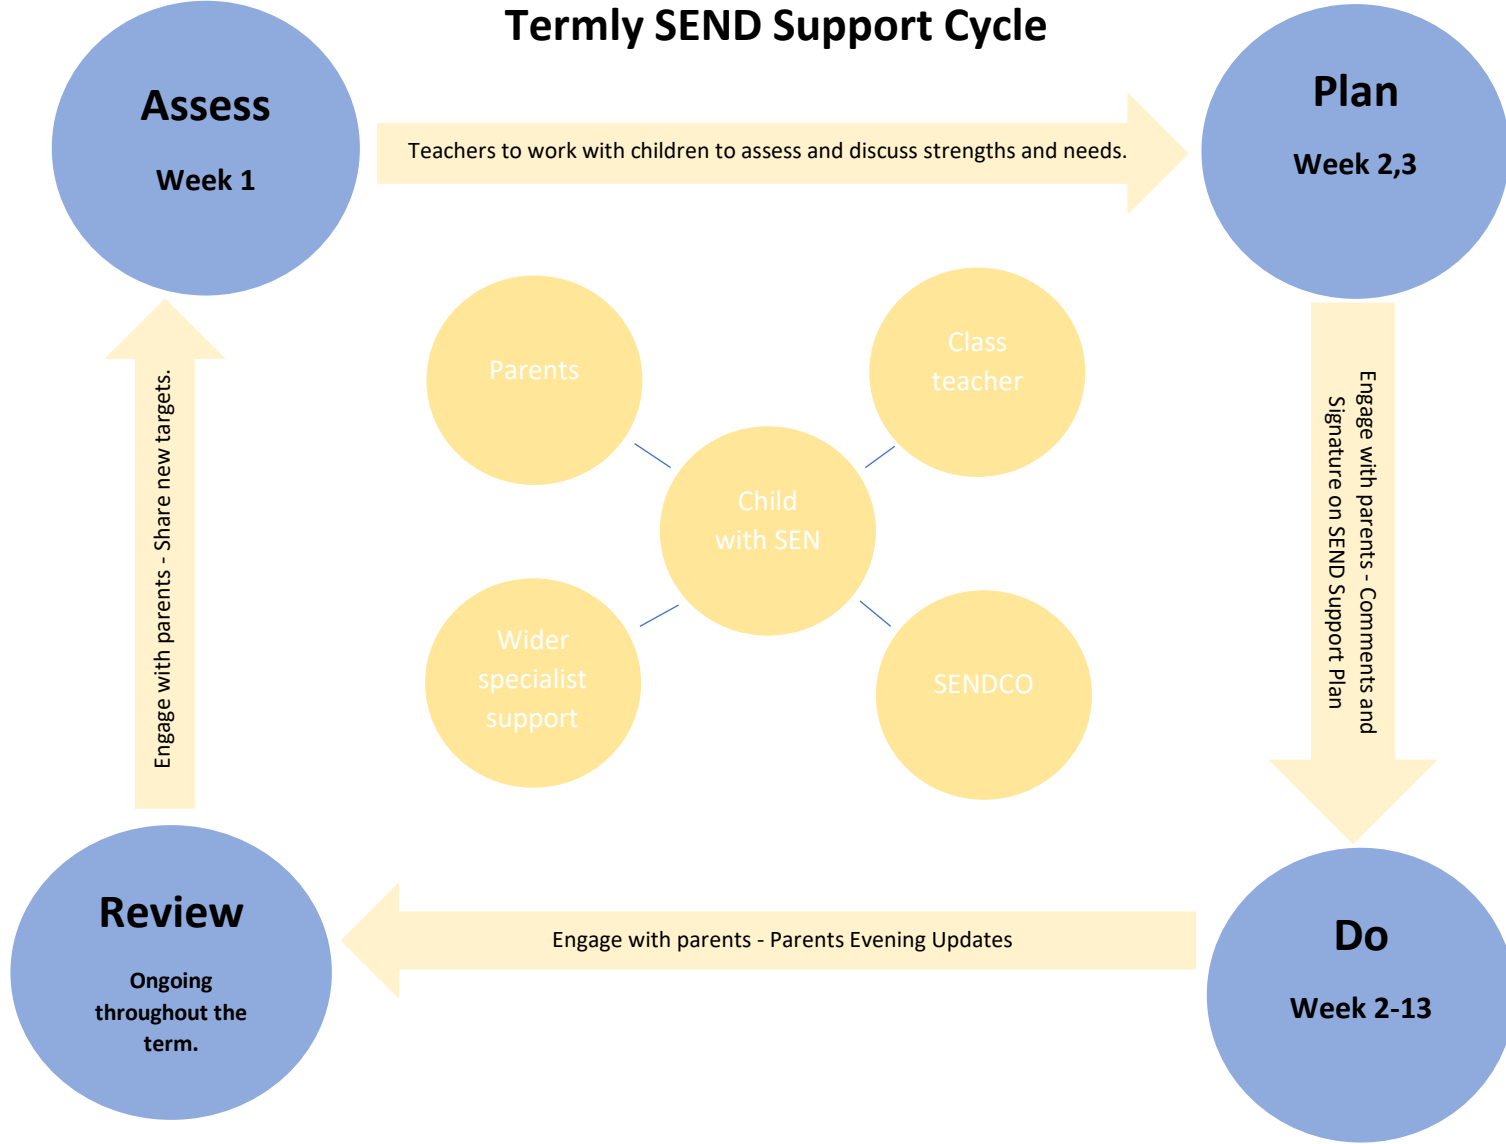 Termly SEND Support Cycle
Assess
Week 1
Teachers to work with children to assess and discuss strengths and needs.
Plan
Week 2,3
Parents
Class
teacher
Child
with SEN
Wider
specialist
support
SENDCO
Engage with parents - Comments and
Signature on SEND Support Plan
Do
Week 2-13
Engage with parents - Parents Evening Updates
Review
Ongoing
throughout the
term.
Engage with parents - Share new targets.